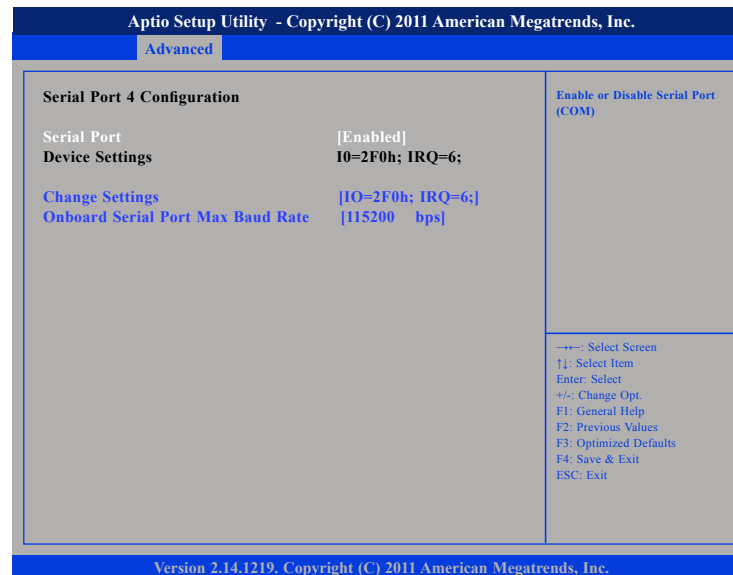 Aptio Setup Utility - Copyright (C) 2011 American Megatrends, Inc.
Advanced
Serial Port 4 Configuration
Serial Port [Enabled]
Device Settings I0=2F0h; IRQ=6;
Change Settings [IO=2F0h; IRQ=6;]
Onboard Serial Port Max Baud Rate [115200 bps]
Enable or Disable Serial Port
(COM)
→←: Select Screen
↑↓: Select Item
Enter: Select
+/-: Change Opt.
F1: General Help
F2: Previous Values
F3: Optimized Defaults
F4: Save & Exit
ESC: Exit
Version 2.14.1219. Copyright (C) 2011 American Megatrends, Inc.